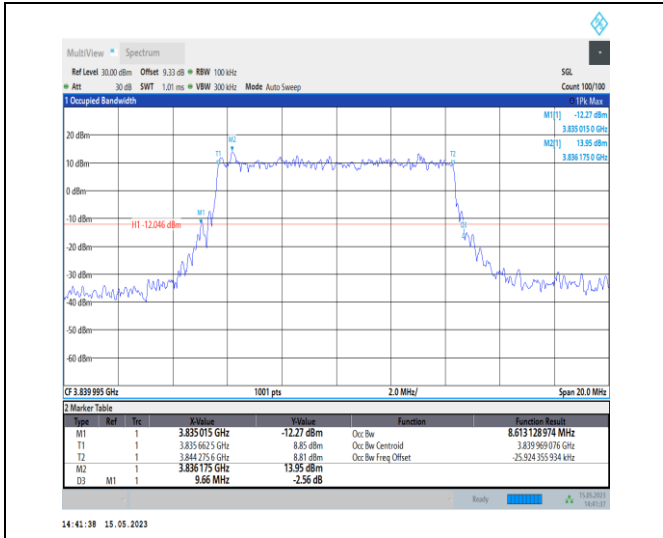 MultiView Spectrum
Ref Level 30.00 dBm Offset 9.33 dB RBW 100 kHz SGL
Att 30 dB SWT 1.01 ms VBW 300 kHz Mode Auto Sweep Count 100/100
1 Occupied Bandwidth 1Pk Max
M1[1] -12.27 dBm
3.835 015 0 GHz
M2[1] 13.95 dBm
3.836 175 0 GHz
20 dBm
M2
T1 T2
10 dBm
0 dBm
-10 dBm
M1
H1 -12.046 dBm
-20 dBm
-30 dBm
-40 dBm
-50 dBm
-60 dBm
CF 3.839 995 GHz 1001 pts 2.0 MHz/ Span 20.0 MHz
2 Marker Table
Type Ref Trc X-Value Y-Value Function Function Result
M1 1 3.835 015 GHz -12.27 dBm Occ Bw 8.613 128 974 MHz
T1 1 3.835 662 5 GHz 8.85 dBm Occ Bw Centroid 3.839 969 076 GHz
T2 1 3.844 275 6 GHz 8.81 dBm Occ Bw Freq Offset -25.924 355 934 kHz
M2 1 3.836 175 GHz 13.95 dBm
D3 M1 1 9.66 MHz -2.56 dB
Ready 15.05.2023
14:41:37
14:41:38 15.05.2023